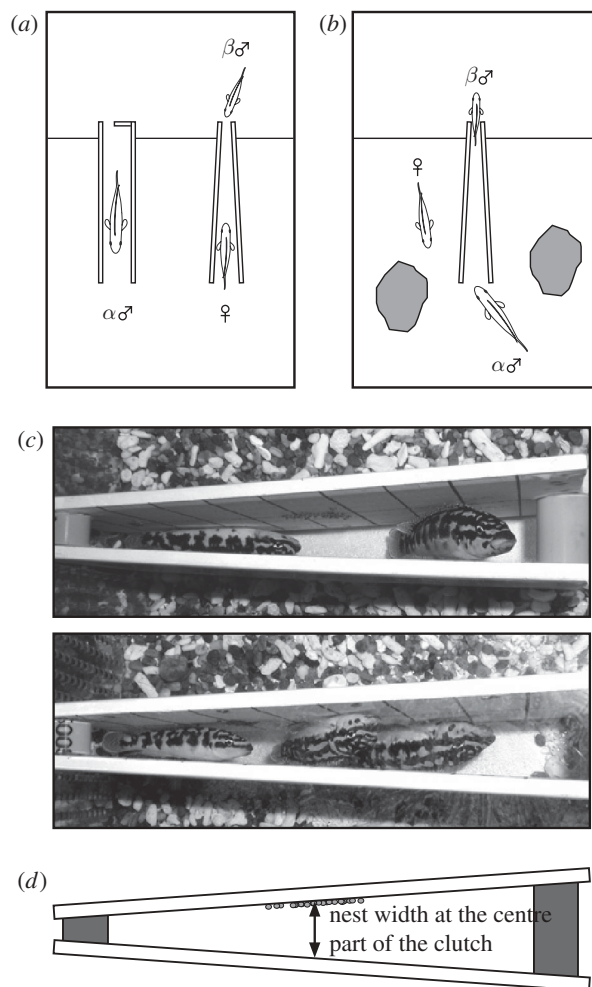 (a)
β♂
α♂
♀
(b)
β♂
♀
α♂
(c)
(d)
nest width at the centre
part of the clutch